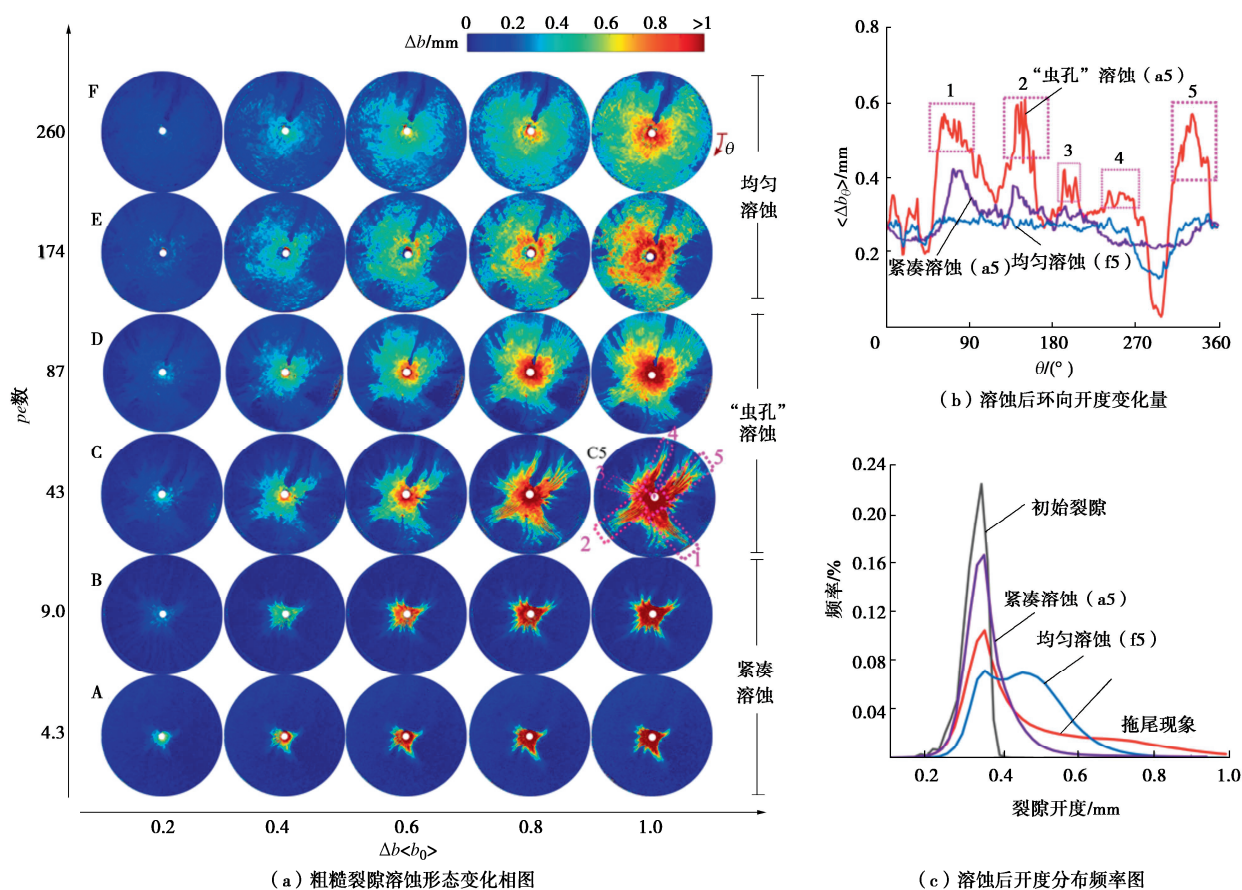 0 0.2 0.4 0.6 0.8 >1
Δb/mm
F
260
θ
均匀
溶蚀
E
174
D
87
“虫孔”
溶蚀
pe数
C
C5
4
5
3
43
2
1
B
9.0
紧凑
溶蚀
A
4.3
0.2 0.4 0.6 0.8 1.0
Δb<b₀>
(a)粗糙裂隙溶蚀形态变化相图
0.8
“虫孔”溶蚀(a5)
1 2 5
0.6
3 4
0.4
<Δbθ>/mm
0.2
紧凑溶蚀(a5) 均匀溶蚀(f5)
0 90 180 270 360
θ/(°)
(b)溶蚀后环向开度变化量
0.24
初始裂隙
0.20
0.16
紧凑溶蚀(a5)
频率/%
0.12
均匀溶蚀(f5)
0.08
拖尾现象
0.04
0.2 0.4 0.6 0.8 1.0
裂隙开度/mm
(c)溶蚀后开度分布频率图